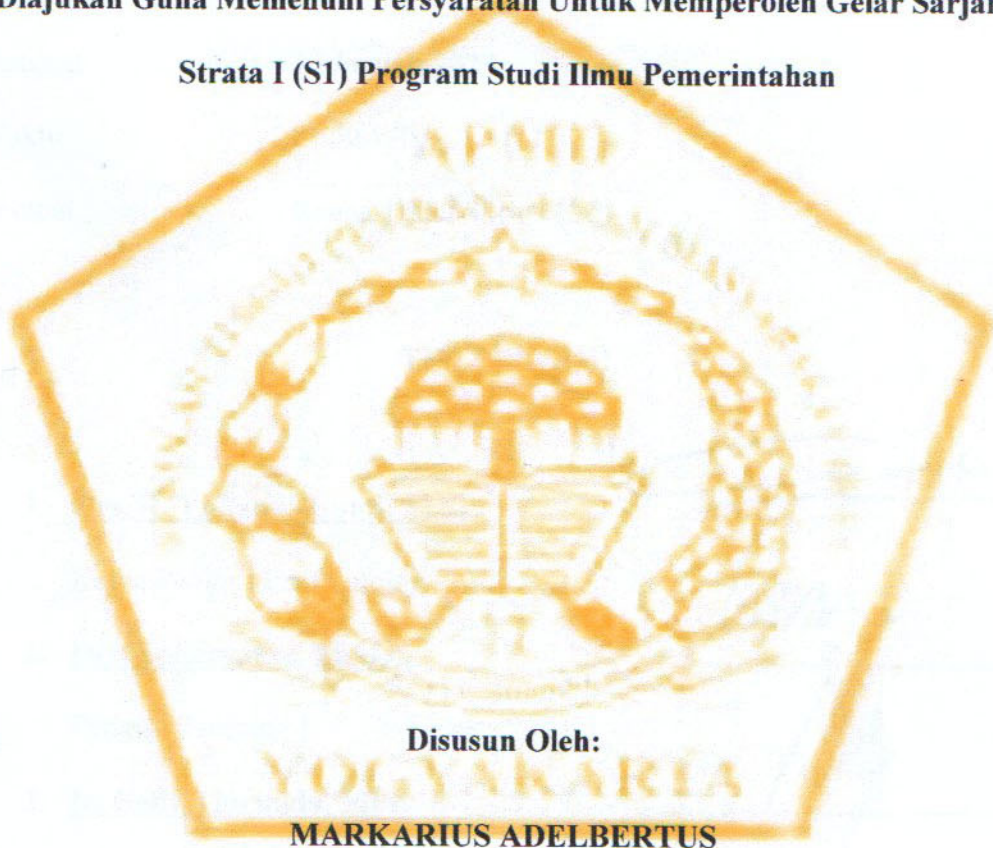 Diajukan Guna Memenuhi Persyaratan Untuk Memperoleh Gelar Sarjana
Strata I (S1) Program Studi Ilmu Pemerintahan
APMD
Disusun Oleh:
YOGYAKARTA
MARKARIUS ADELBERTUS